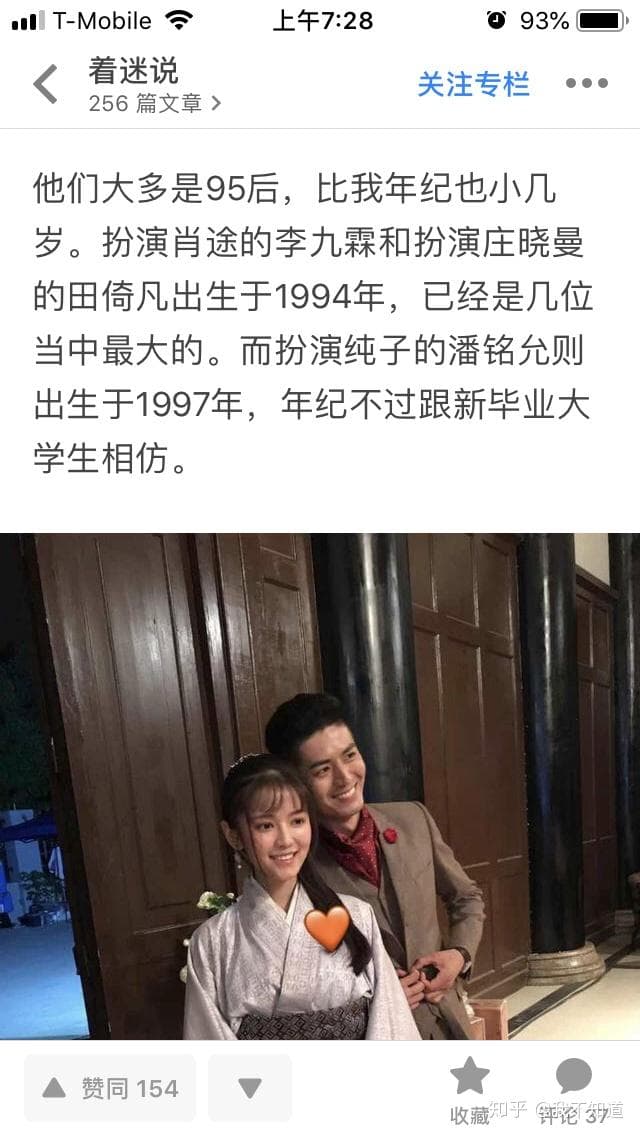 T-Mobile 上午7:28 93%
着迷说
256 篇文章
关注专栏
他们大多是95后，比我年纪也小几
岁。扮演肖途的李九霖和扮演庄晓曼
的田倚凡出生于1994年，已经是几位
当中最大的。而扮演纯子的潘铭允则
出生于1997年，年纪不过跟新毕业大
学生相仿。
赞同 154
收藏
评论 37
知乎 @我不知道